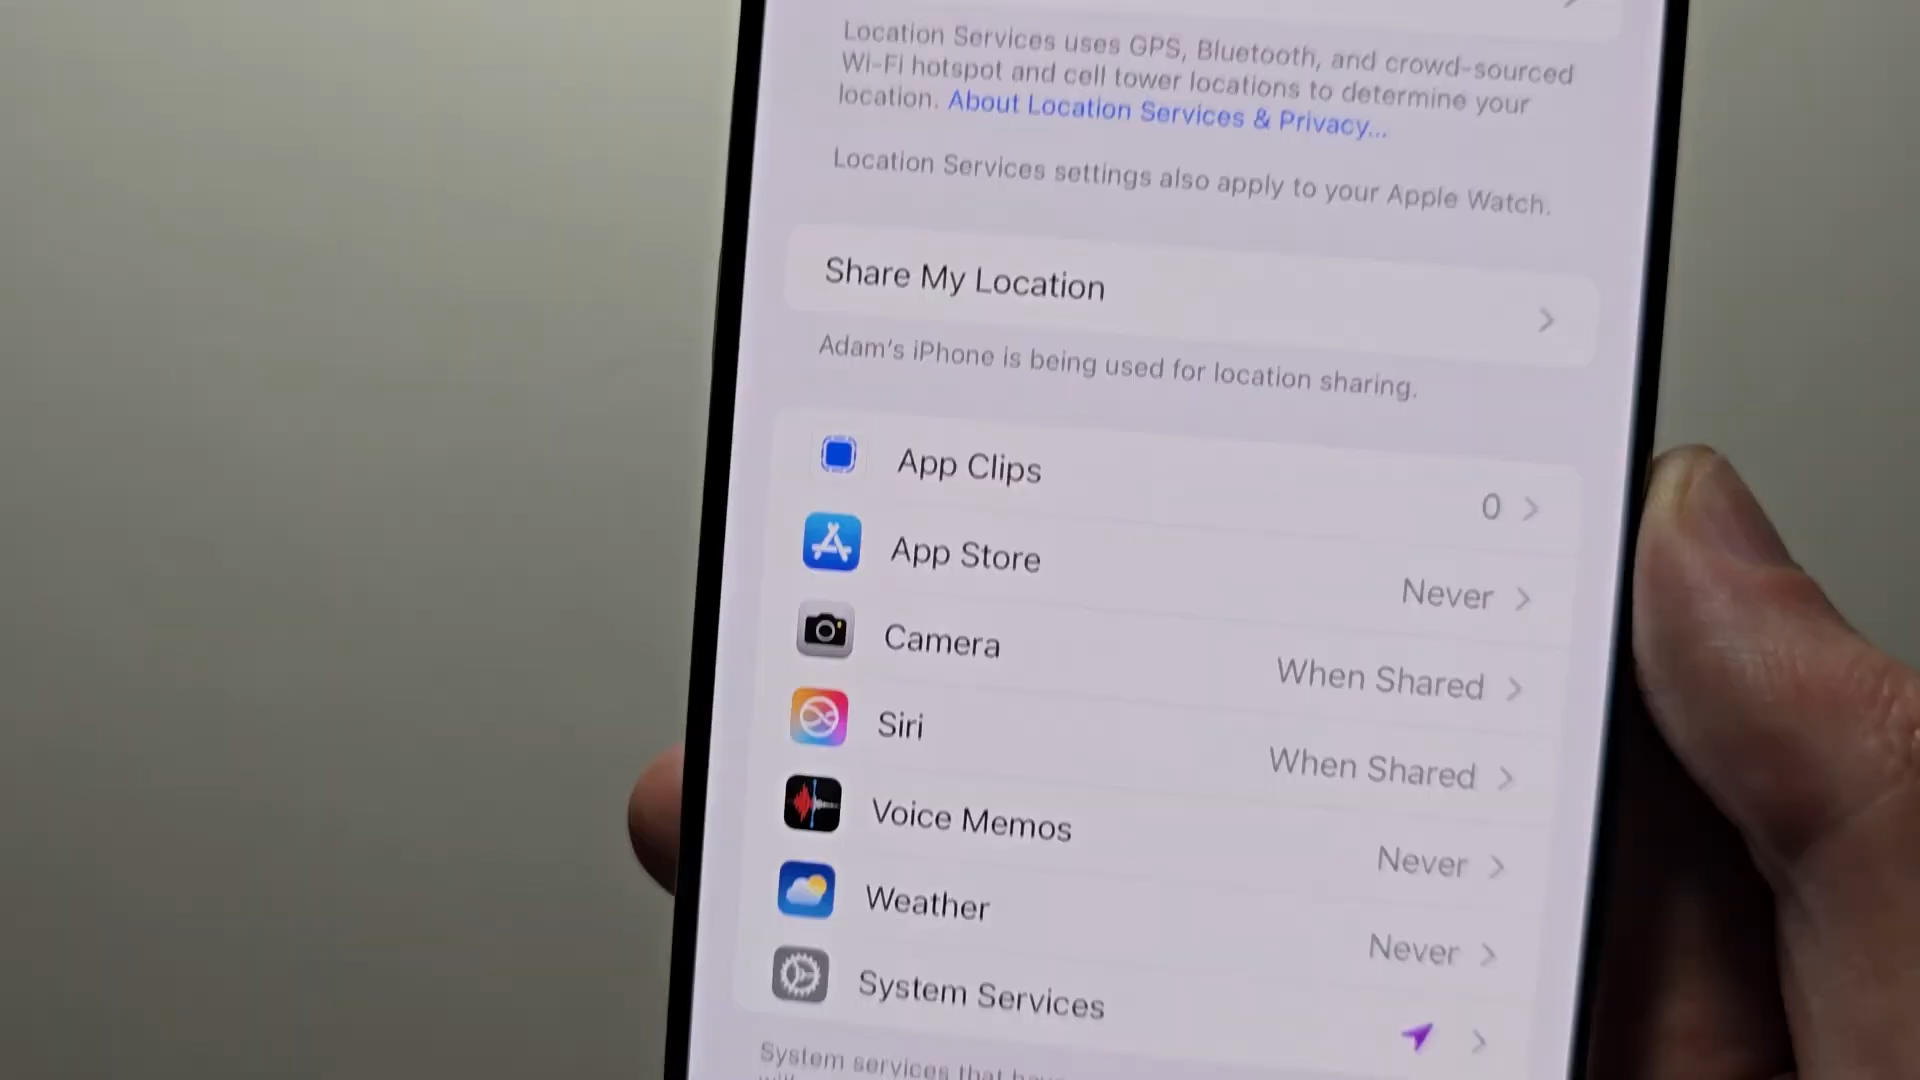 Location Services uses GPS, Bluetooth, and crowd-sourced
Wi-Fi hotspot and cell tower locations to determine your
location. About Location Services & Privacy...
Location Services settings also apply to your Apple Watch.
Share My Location
Adam's iPhone is being used for location sharing.
App Clips 0
App Store Never
Camera When Shared
Siri When Shared
Voice Memos Never
Weather Never
System Services
System services that